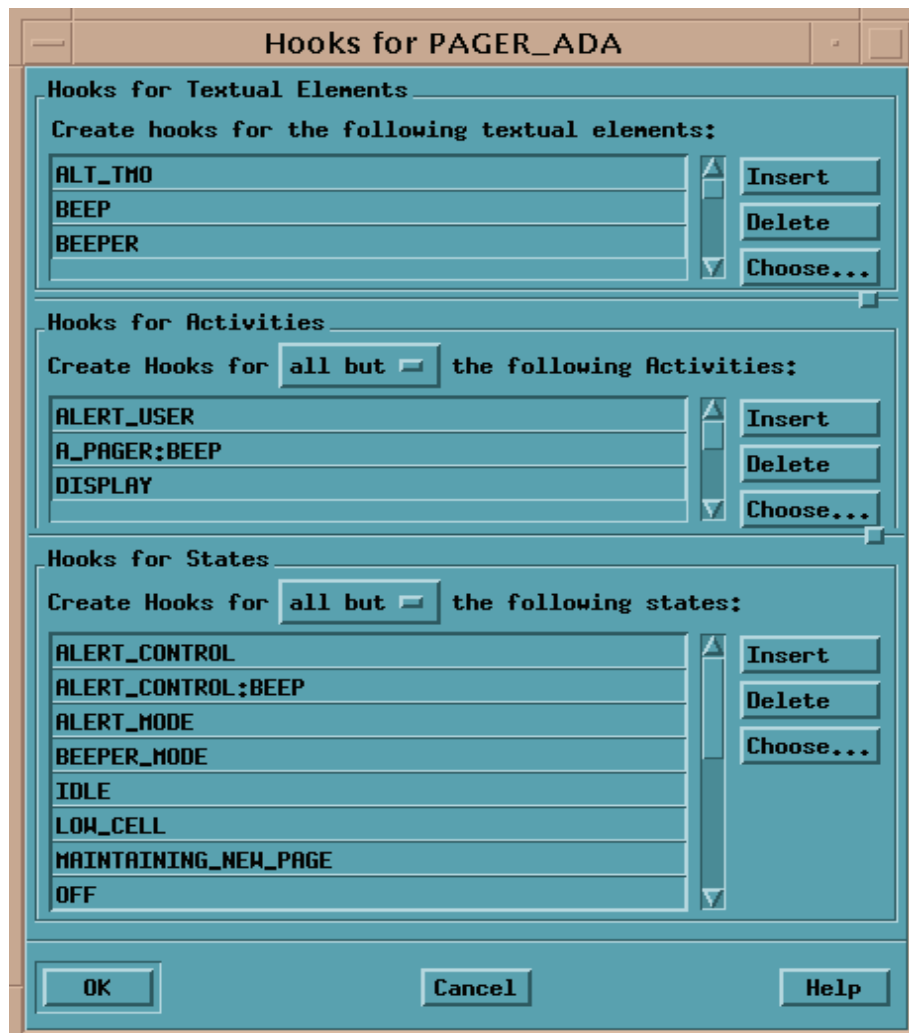 Hooks for PAGER_ADA
Hooks for Textual Elements
Create hooks for the following textual elements:
ALT_TMO
BEEP
BEEPER
Insert
Delete
Choose...
Hooks for Activities
Create Hooks for all but the following Activities:
ALERT_USER
A_PAGER:BEEP
DISPLAY
Insert
Delete
Choose...
Hooks for States
Create Hooks for all but the following states:
ALERT_CONTROL
ALERT_CONTROL:BEEP
ALERT_MODE
BEEPER_MODE
IDLE
LOW_CELL
MAINTAINING_NEW_PAGE
OFF
Insert
Delete
Choose...
OK Cancel Help